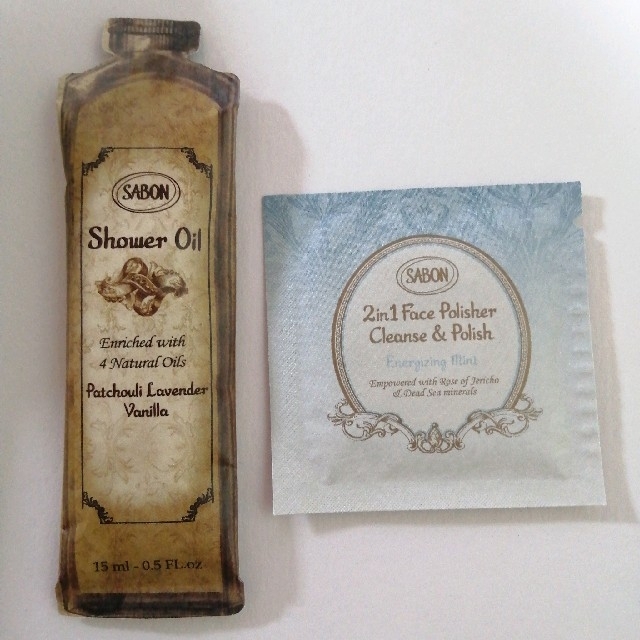 SABON
Shower Oil
Enriched with
4 Natural Oils
Patchouli Lavender
Vanilla
15 ml - 0.5 FL.oz
SABON
2in1 Face Polisher
Cleanse & Polish
Energizing Mint
Empowered with Rose of Jericho
& Dead Sea minerals